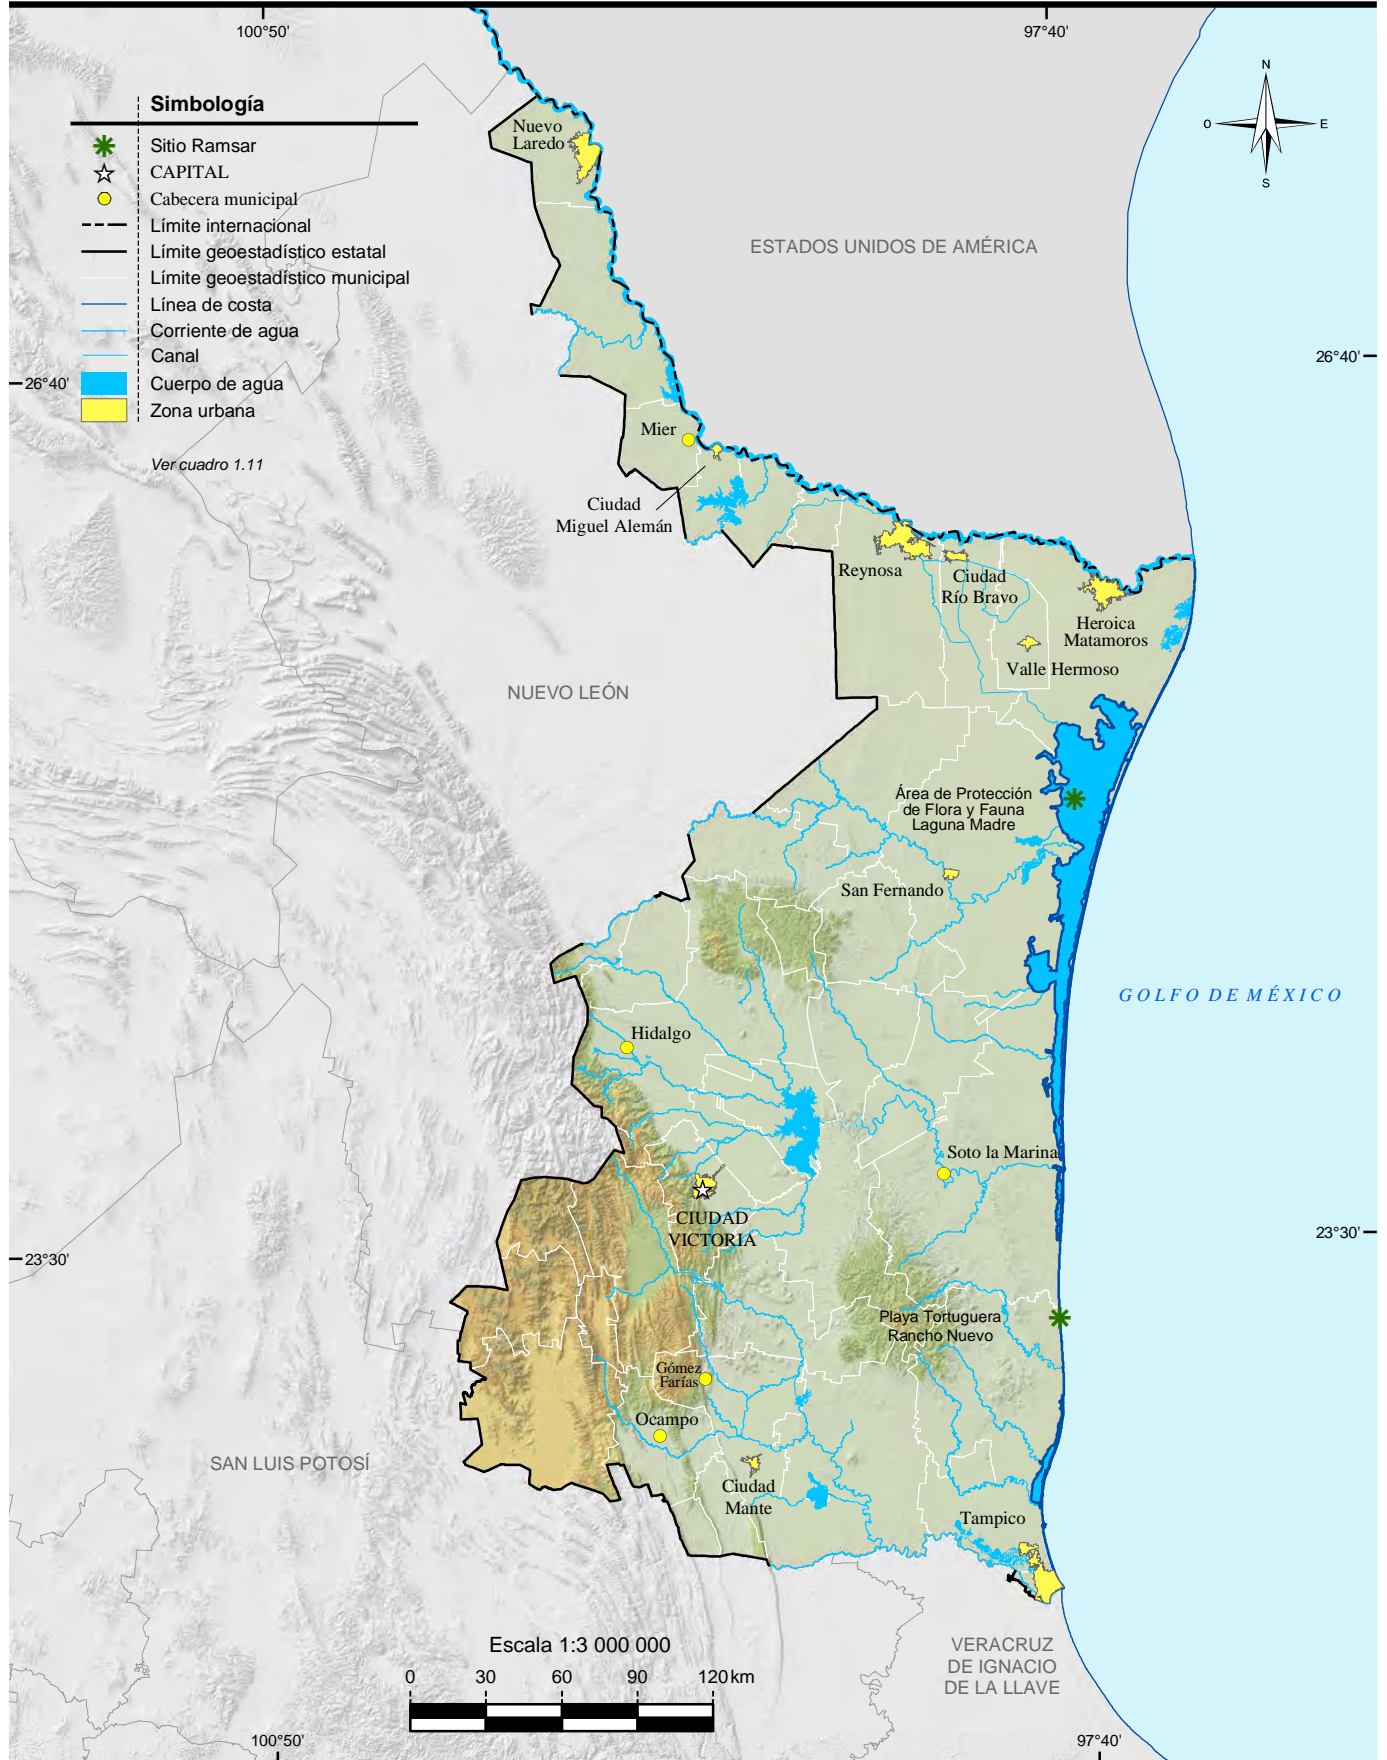 100°50'
97°40'
Simbología
Sitio Ramsar
CAPITAL
Cabecera municipal
Límite internacional
Límite geoestadístico estatal
Límite geoestadístico municipal
Línea de costa
Corriente de agua
Canal
Cuerpo de agua
Zona urbana
Ver cuadro 1.11
N
O
E
S
Nuevo
Laredo
ESTADOS UNIDOS DE AMÉRICA
26°40'
26°40'
Mier
Ciudad
Miguel Alemán
Reynosa
Ciudad
Río Bravo
Heroica
Matamoros
Valle Hermoso
NUEVO LEÓN
Área de Protección
de Flora y Fauna
Laguna Madre
San Fernando
GOLFO DE MÉXICO
Hidalgo
Soto la Marina
CIUDAD
VICTORIA
23°30'
23°30'
Playa Tortuguera
Rancho Nuevo
Gómez
Farías
Ocampo
SAN LUIS POTOSÍ
Ciudad
Mante
Tampico
Escala 1:3 000 000
0 30 60 90 120 km
VERACRUZ
DE IGNACIO
DE LA LLAVE
100°50'
97°40'